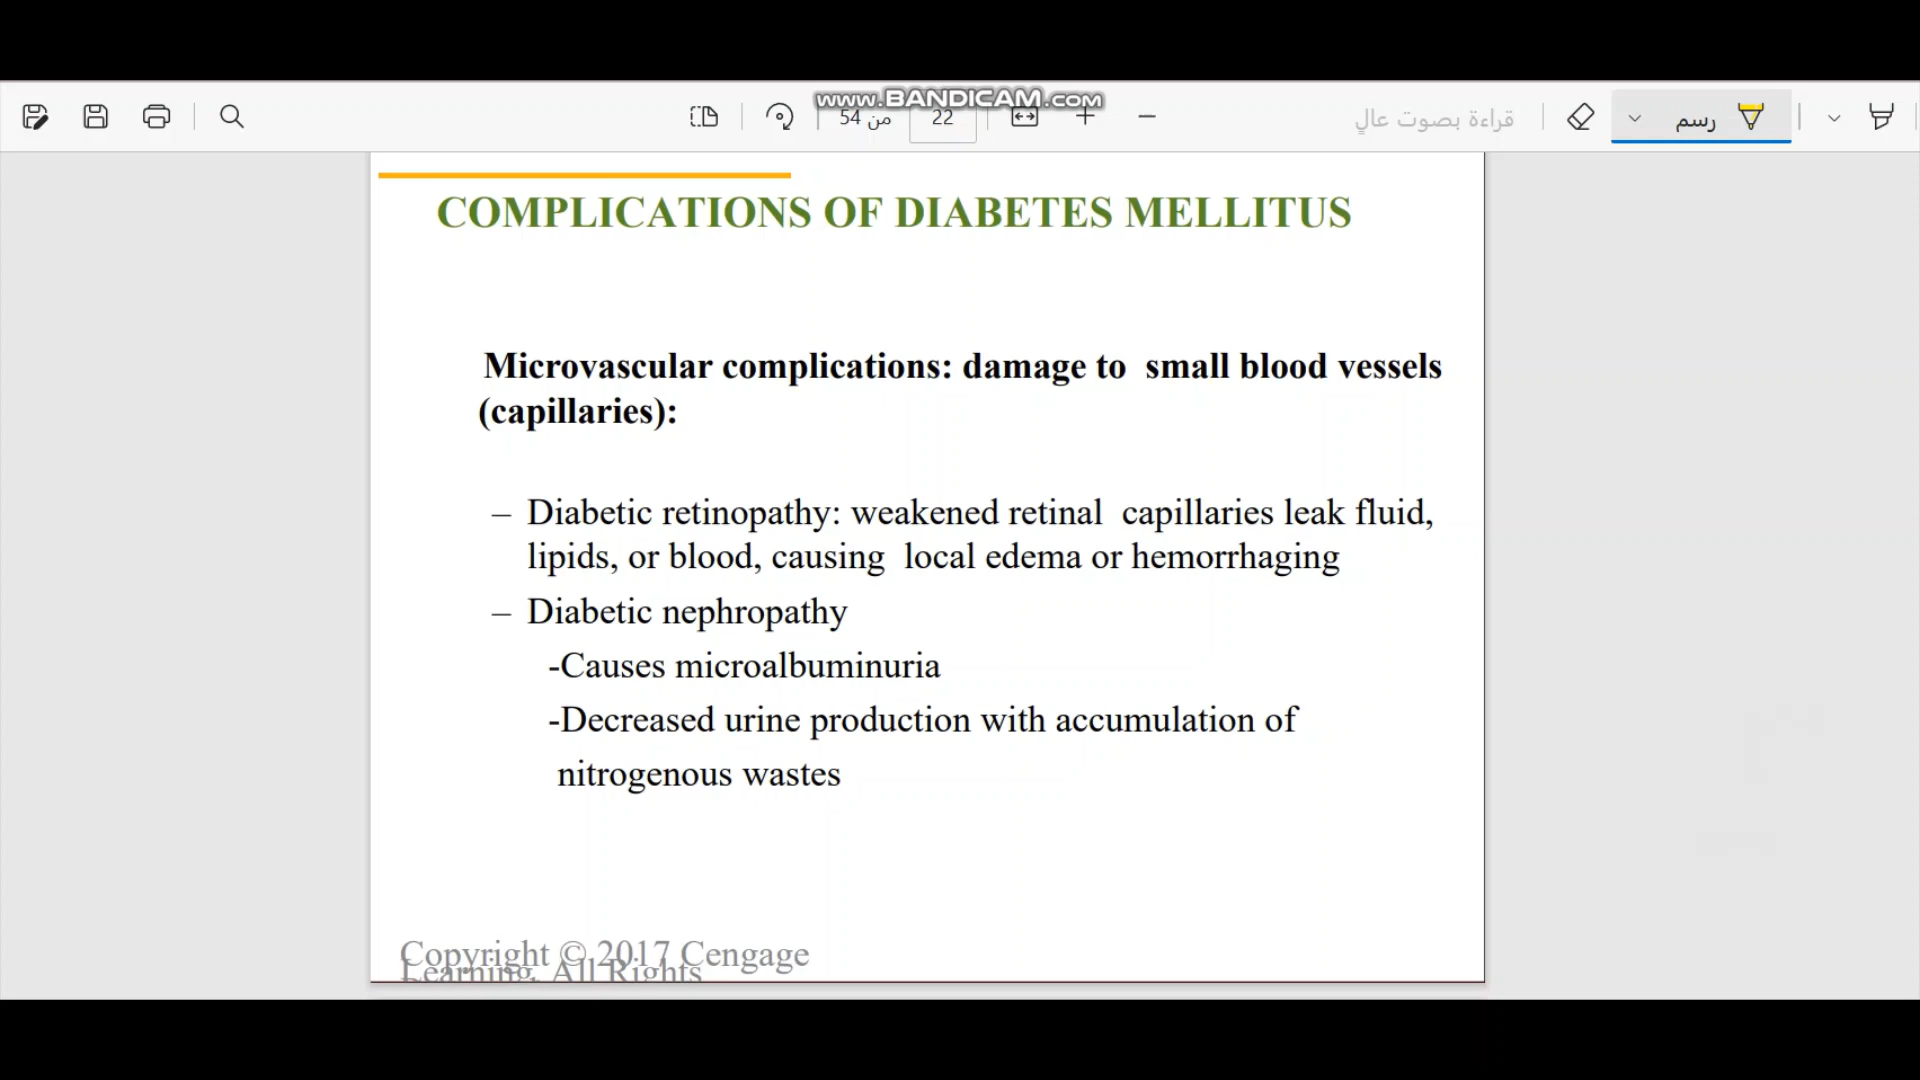 www.BANDICAM.com
من 54
22
قراءة بصوت عالٍ
رسم
COMPLICATIONS OF DIABETES MELLITUS
Microvascular complications: damage to small blood vessels
(capillaries):
– Diabetic retinopathy: weakened retinal capillaries leak fluid,
lipids, or blood, causing local edema or hemorrhaging
– Diabetic nephropathy
-Causes microalbuminuria
-Decreased urine production with accumulation of
nitrogenous wastes
Copyright © 2017 Cengage
Learning. All Rights